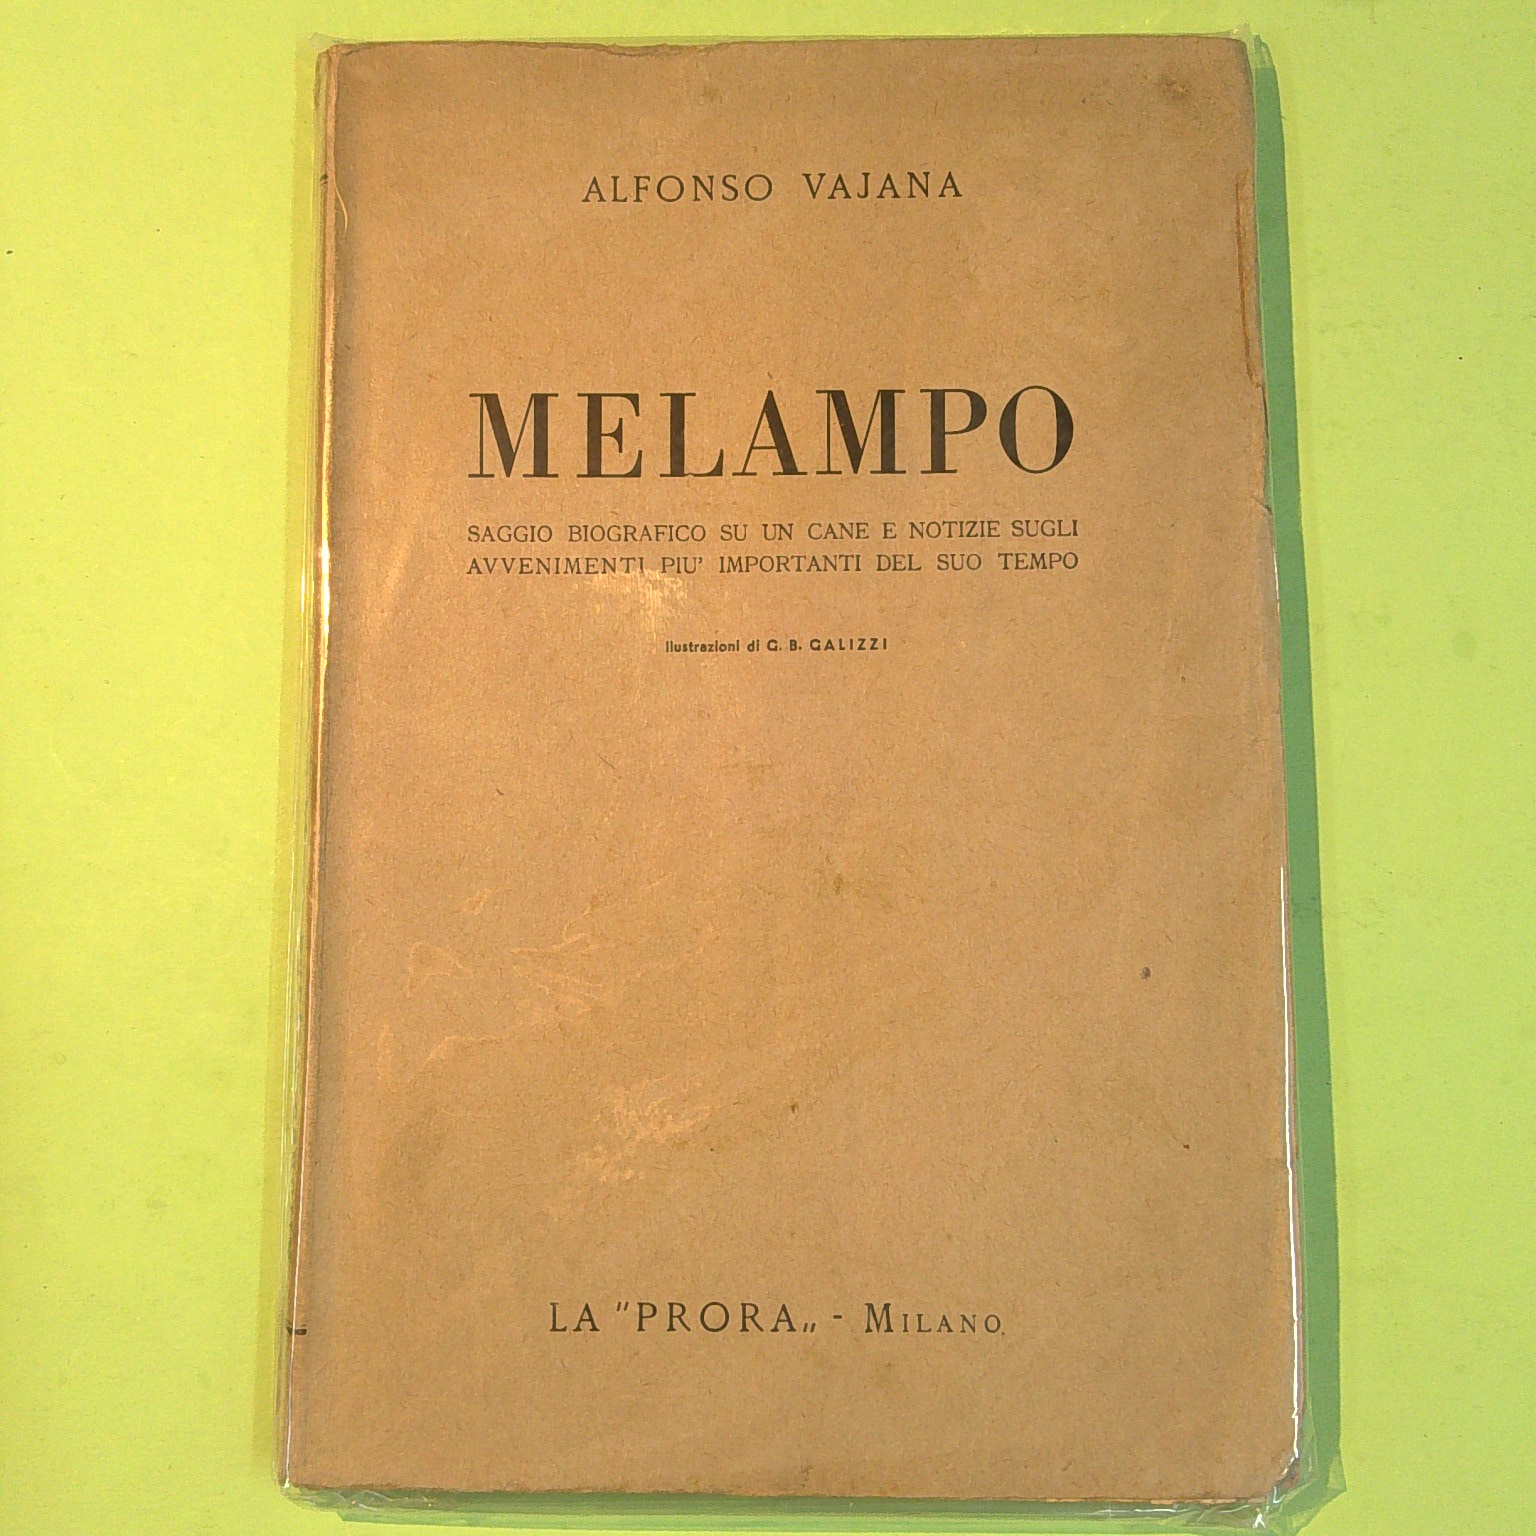 ALFONSO VAJANA
MELAMPO
SAGGIO BIOGRAFICO SU UN CANE E NOTIZIE SUGLI
AVVENIMENTI PIU' IMPORTANTI DEL SUO TEMPO
Ilustrazioni di G. B. GALIZZI
LA "PRORA„ - MILANO.